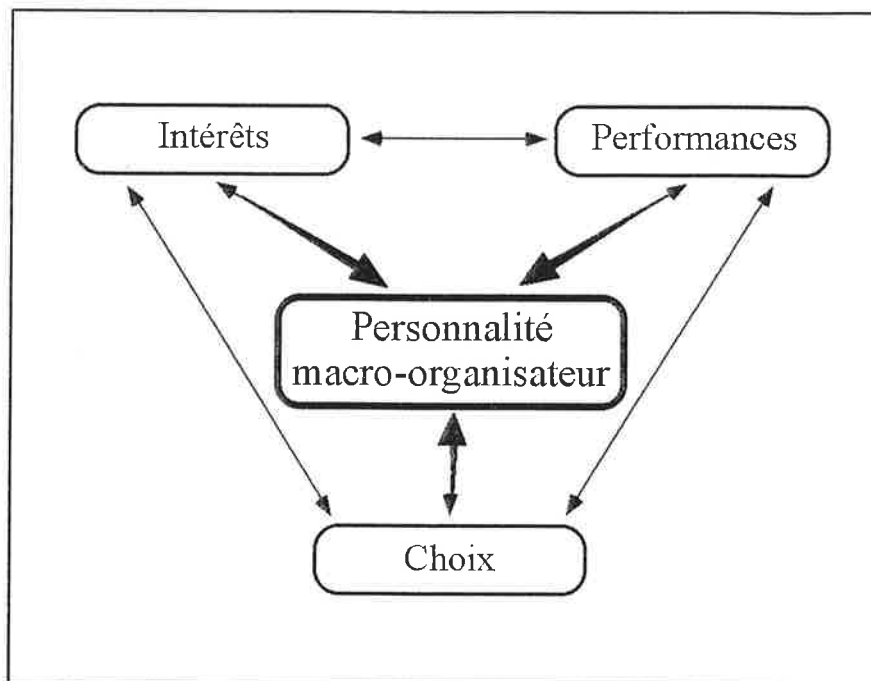 Intérêts
Performances
Personnalité
macro-organisateur
Choix